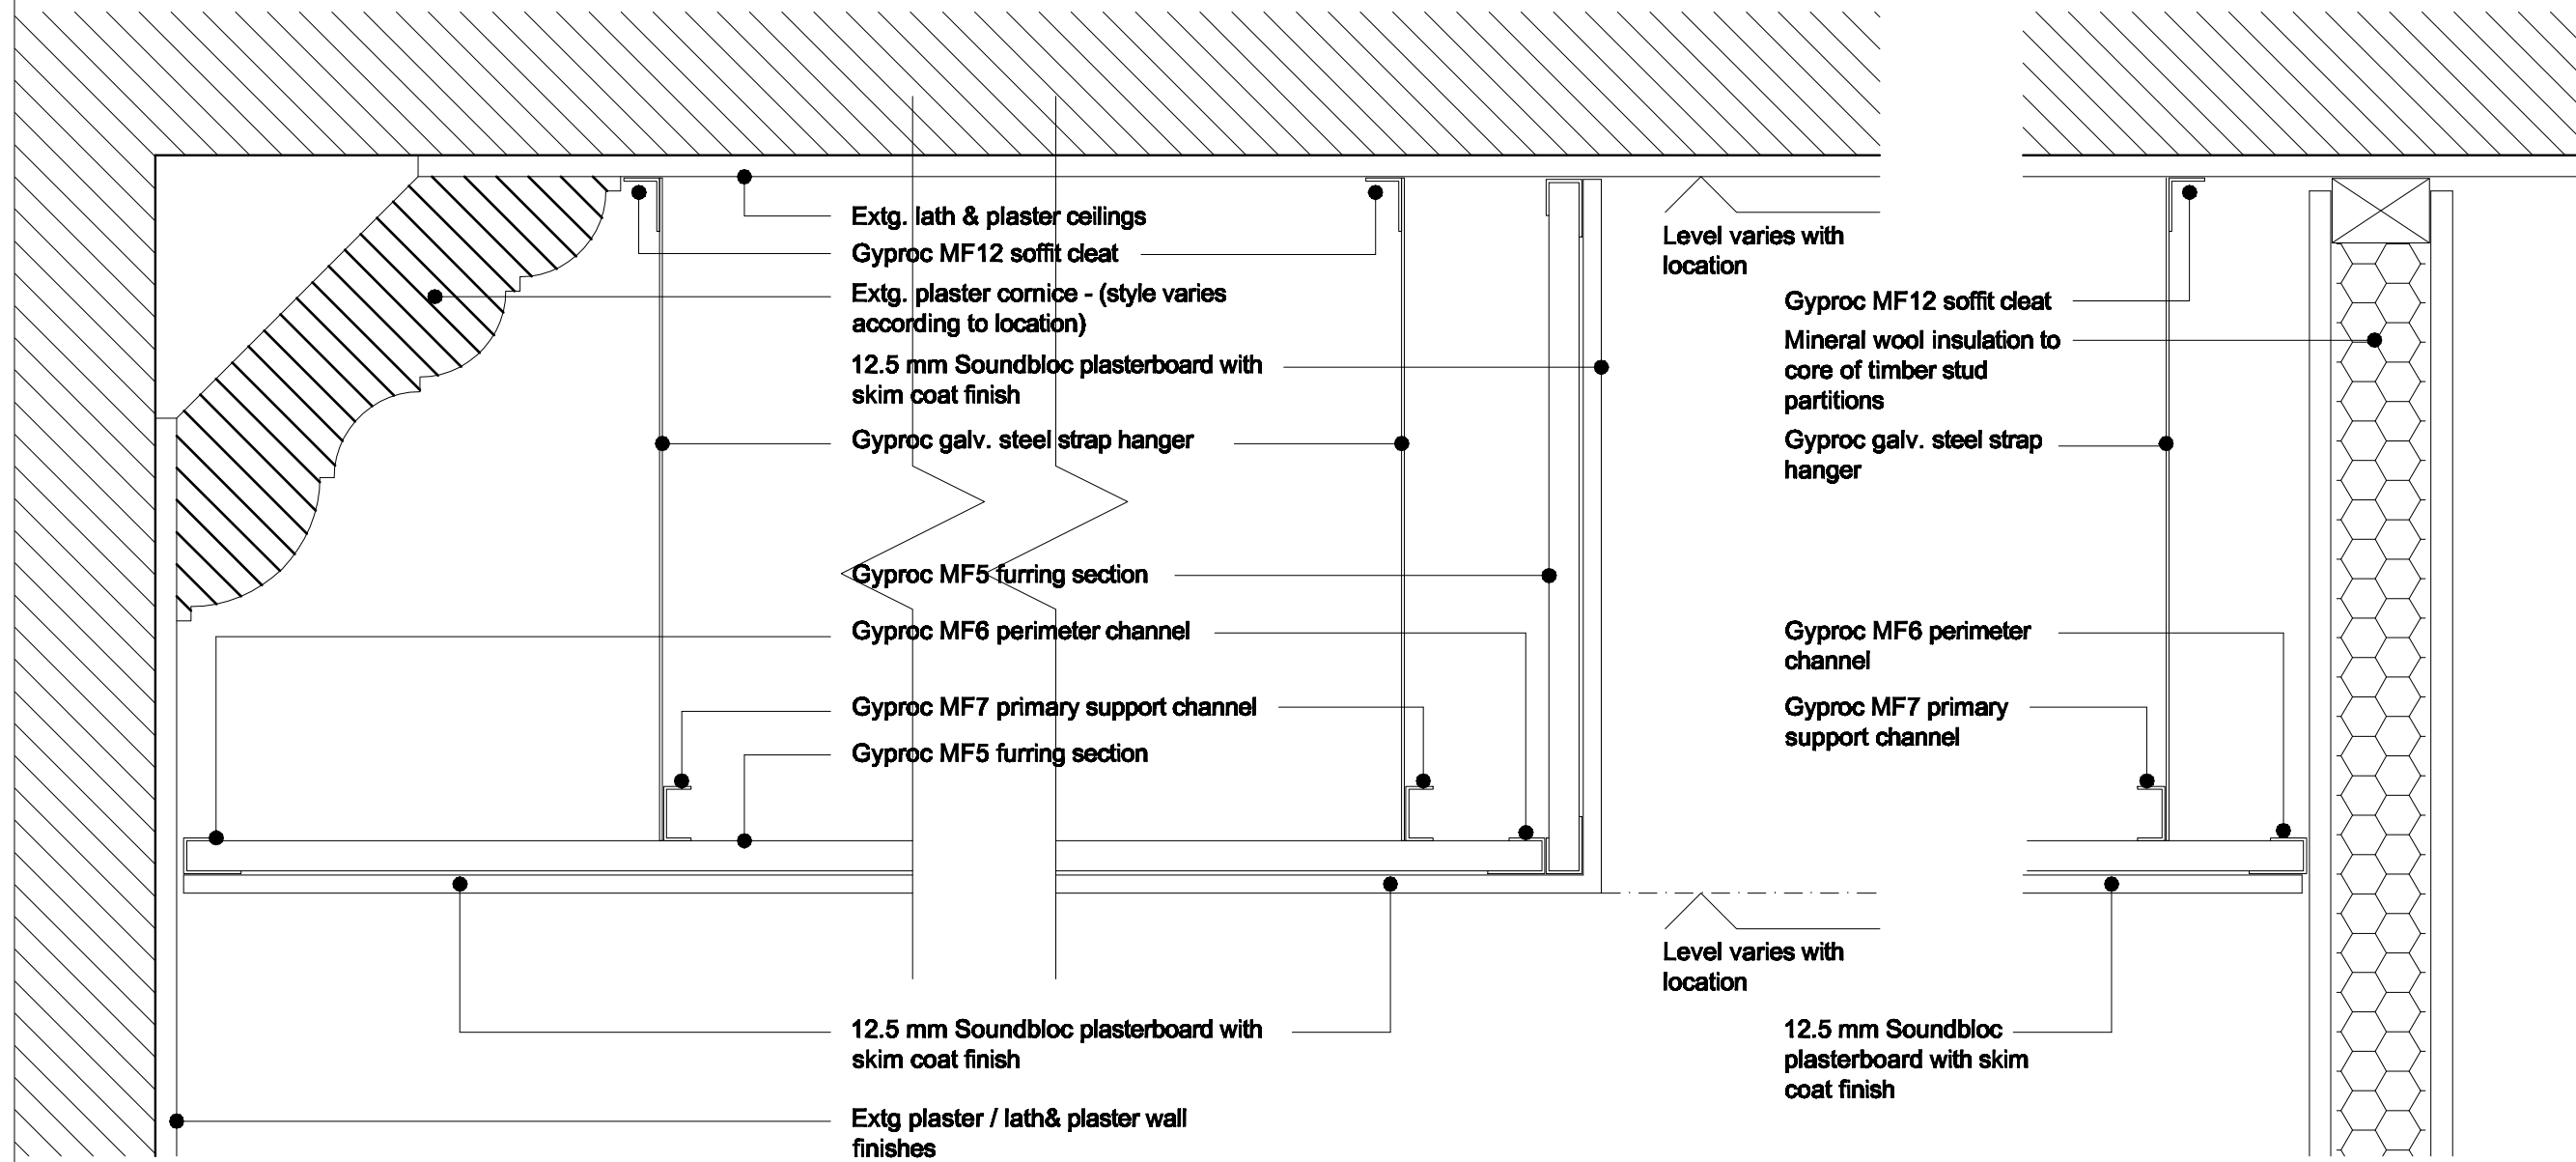 Extg. lath & plaster ceilings
Gyproc MF12 soffit cleat
Extg. plaster cornice - (style varies
according to location)
12.5 mm Soundbloc plasterboard with
skim coat finish
Gyproc galv. steel strap hanger
Gyproc MF5 furring section
Gyproc MF6 perimeter channel
Gyproc MF7 primary support channel
Gyproc MF5 furring section
12.5 mm Soundbloc plasterboard with
skim coat finish
Extg plaster / lath& plaster wall
finishes
Level varies with
location
Level varies with
location
Gyproc MF12 soffit cleat
Mineral wool insulation to
core of timber stud
partitions
Gyproc galv. steel strap
hanger
Gyproc MF6 perimeter
channel
Gyproc MF7 primary
support channel
12.5 mm Soundbloc
plasterboard with skim
coat finish